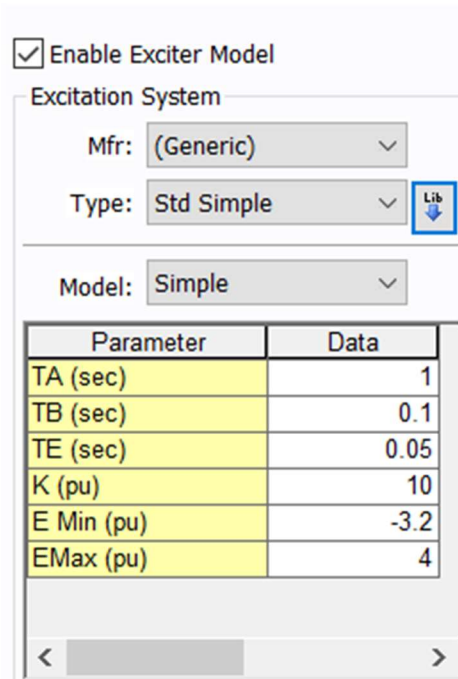 Enable Exciter Model
Excitation System
Mfr: (Generic)
Type: Std Simple Lib
Model: Simple
Parameter Data
TA (sec) 1
TB (sec) 0.1
TE (sec) 0.05
K (pu) 10
E Min (pu) -3.2
EMax (pu) 4